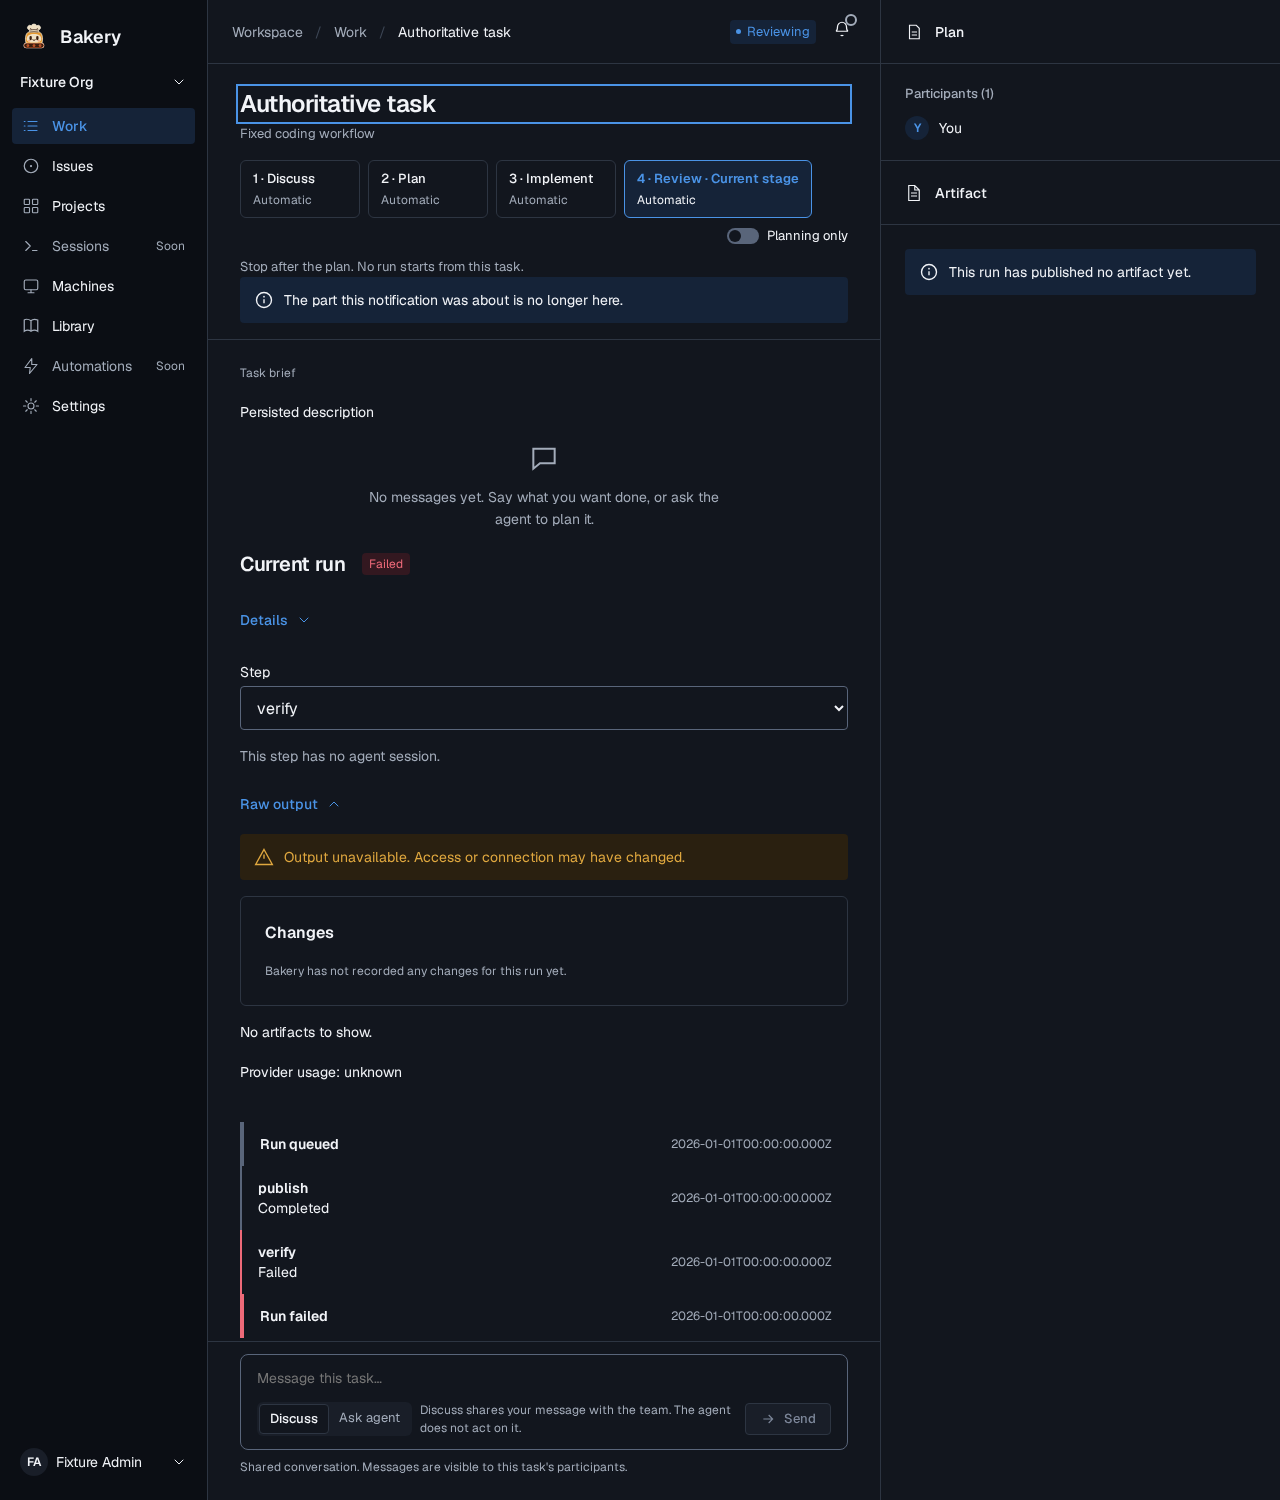 Bakery
Fixture Org
Work
Issues
Projects
Sessions Soon
Machines
Library
Automations Soon
Settings
FA Fixture Admin
Workspace / Work / Authoritative task
Reviewing
Authoritative task
Fixed coding workflow
1 · Discuss
Automatic
2 · Plan
Automatic
3 · Implement
Automatic
4 · Review · Current stage
Automatic
Planning only
Stop after the plan. No run starts from this task.
The part this notification was about is no longer here.
Task brief
Persisted description
No messages yet. Say what you want done, or ask the
agent to plan it.
Current run Failed
Details
Step
verify
This step has no agent session.
Raw output
Output unavailable. Access or connection may have changed.
Changes
Bakery has not recorded any changes for this run yet.
No artifacts to show.
Provider usage: unknown
Run queued 2026-01-01T00:00:00.000Z
publish
Completed
2026-01-01T00:00:00.000Z
verify
Failed
2026-01-01T00:00:00.000Z
Run failed 2026-01-01T00:00:00.000Z
Message this task...
Discuss Ask agent
Discuss shares your message with the team. The agent
does not act on it.
Send
Shared conversation. Messages are visible to this task's participants.
Plan
Participants (1)
Y You
Artifact
This run has published no artifact yet.